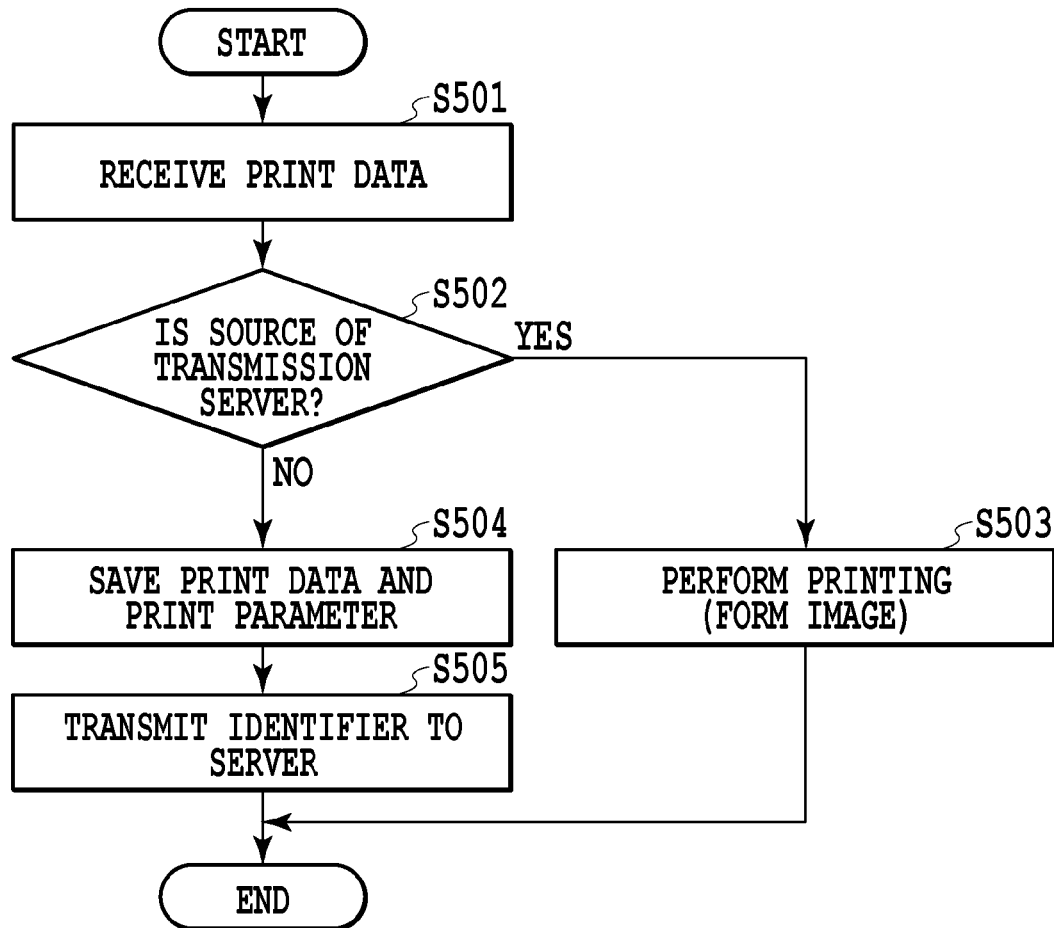 START
S501
RECEIVE PRINT DATA
S502
IS SOURCE OF
TRANSMISSION
SERVER?
YES
NO
S504
SAVE PRINT DATA AND
PRINT PARAMETER
S503
PERFORM PRINTING
(FORM IMAGE)
S505
TRANSMIT IDENTIFIER TO
SERVER
END